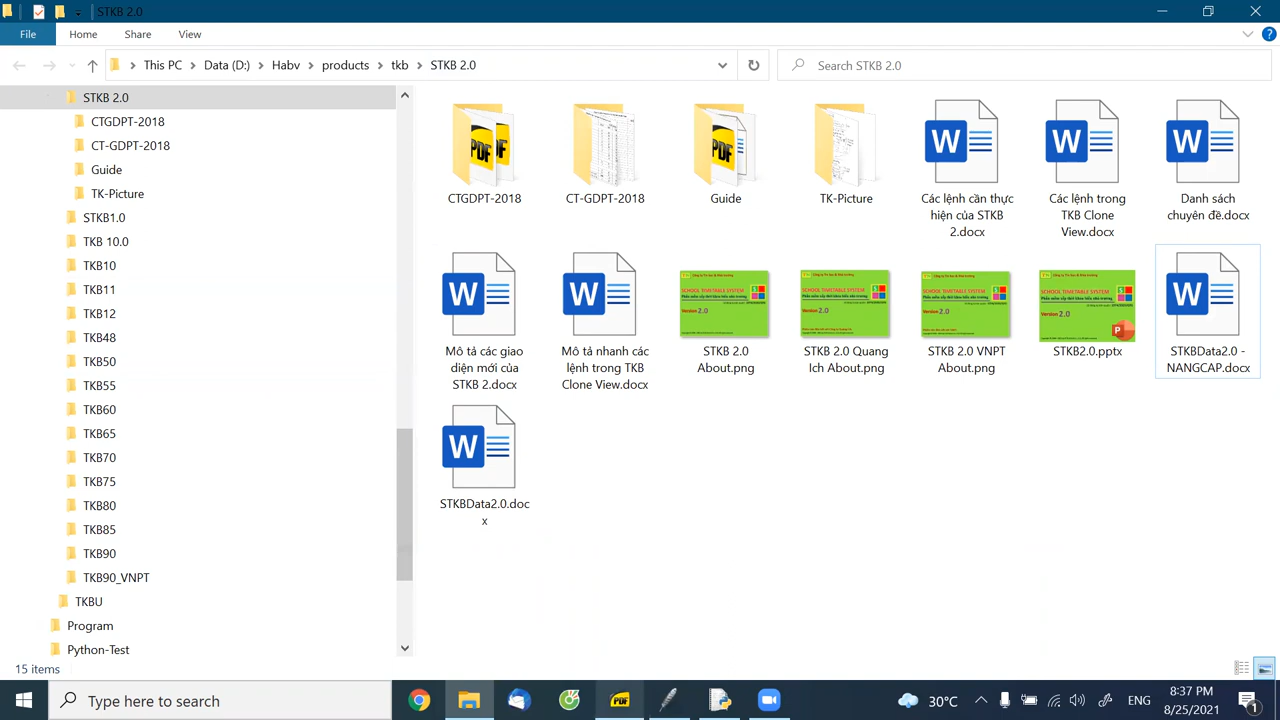 STKB 2.0
File
Home
Share
View
This PC
Data (D:)
Habv
products
tkb
STKB 2.0
Search STKB 2.0
STKB 2.0
CTGDPT-2018
CT-GDPT-2018
Guide
TK-Picture
STKB1.0
TKB 10.0
TKB10
TKB11
TKB12
TKB48
TKB50
TKB55
TKB60
TKB65
TKB70
TKB75
TKB80
TKB85
TKB90
TKB90_VNPT
TKBU
Program
Python-Test
CTGDPT-2018
CT-GDPT-2018
Guide
TK-Picture
Các lệnh cần thực
hiện của STKB
2.docx
Các lệnh trong
TKB Clone
View.docx
Danh sách
chuyên đề.docx
Mô tả các giao
diện mới của
STKB 2.docx
Mô tả nhanh các
lệnh trong TKB
Clone View.docx
STKB 2.0
About.png
STKB 2.0 Quang
Ich About.png
STKB 2.0 VNPT
About.png
STKB2.0.pptx
STKBData2.0 -
NANGCAP.docx
STKBData2.0.doc
x
15 items
Type here to search
30°C
ENG
8:37 PM
8/25/2021